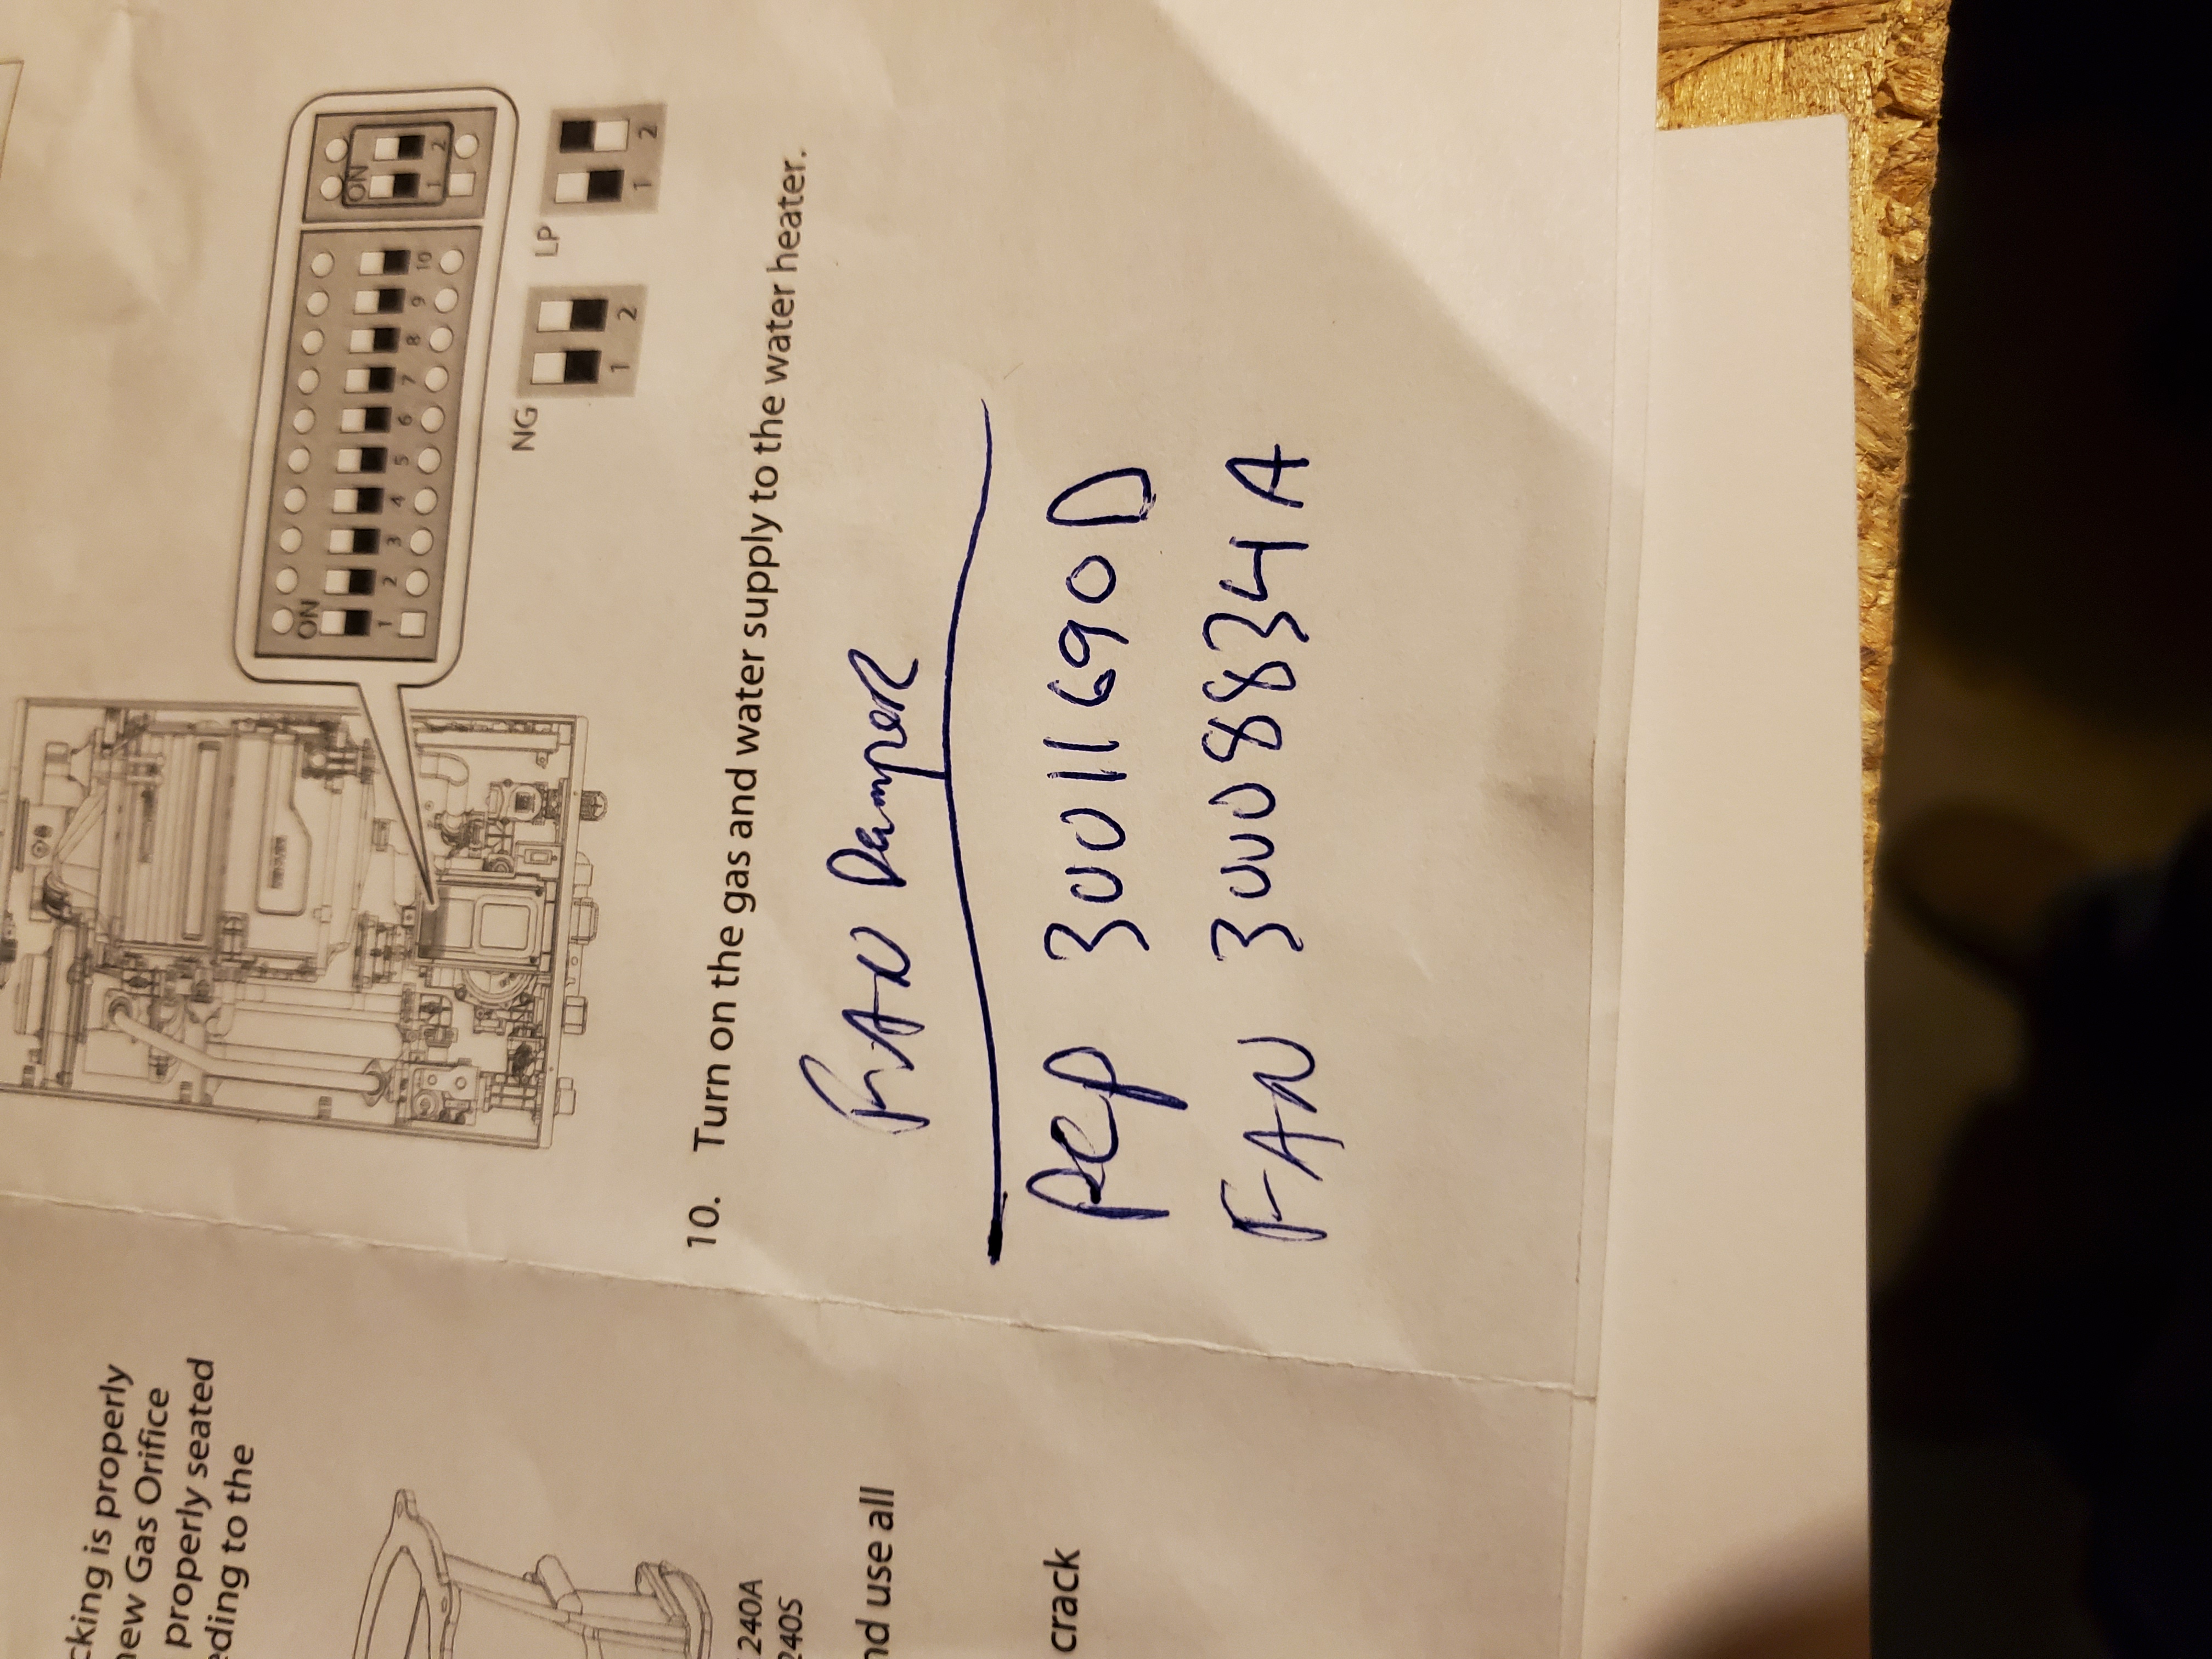 cking is properly
new Gas Orifice
properly seated
eding to the
240A
240S
nd use all
crack
ON
1 2 3 4 5 6 7 8 9 10
ON
1 2
NG
1 2
LP
1 2
10. Turn on the gas and water supply to the water heater.
FAN DampeR
PCP 30011690D
FAN 30008834A